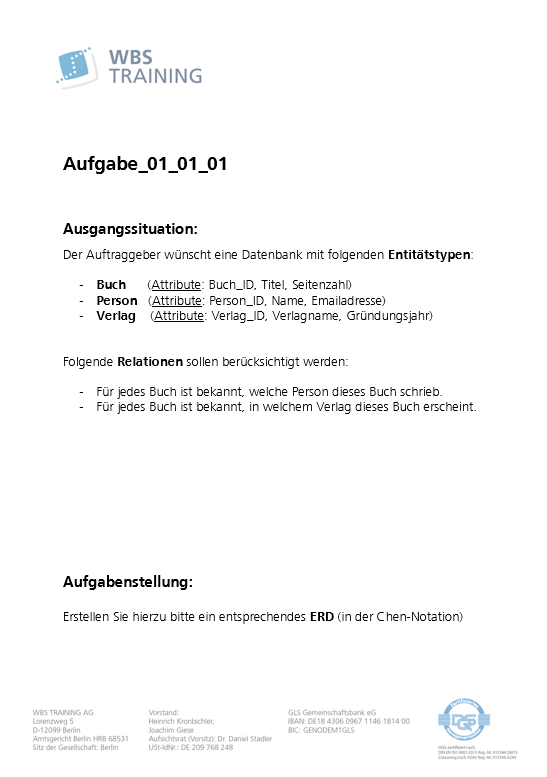 WBS
TRAINING
Aufgabe_01_01_01
Ausgangssituation:
Der Auftraggeber wünscht eine Datenbank mit folgenden Entitätstypen:
- Buch (Attribute: Buch_ID, Titel, Seitenzahl)
- Person (Attribute: Person_ID, Name, Emailadresse)
- Verlag (Attribute: Verlag_ID, Verlagname, Gründungsjahr)
Folgende Relationen sollen berücksichtigt werden:
- Für jedes Buch ist bekannt, welche Person dieses Buch schrieb.
- Für jedes Buch ist bekannt, in welchem Verlag dieses Buch erscheint.
Aufgabenstellung:
Erstellen Sie hierzu bitte ein entsprechendes ERD (in der Chen-Notation)
WBS TRAINING AG
Lorenzweg 5
D-12099 Berlin
Amtsgericht Berlin HRB 68531
Sitz der Gesellschaft: Berlin
Vorstand:
Heinrich Kronbichler,
Joachim Giese
Aufsichtsrat (Vorsitz): Dr. Daniel Stadler
USt-IdNr.: DE 209 768 248
GLS Gemeinschaftsbank eG
IBAN: DE18 4306 0967 1146 1814 00
BIC: GENODEM1GLS
DQS